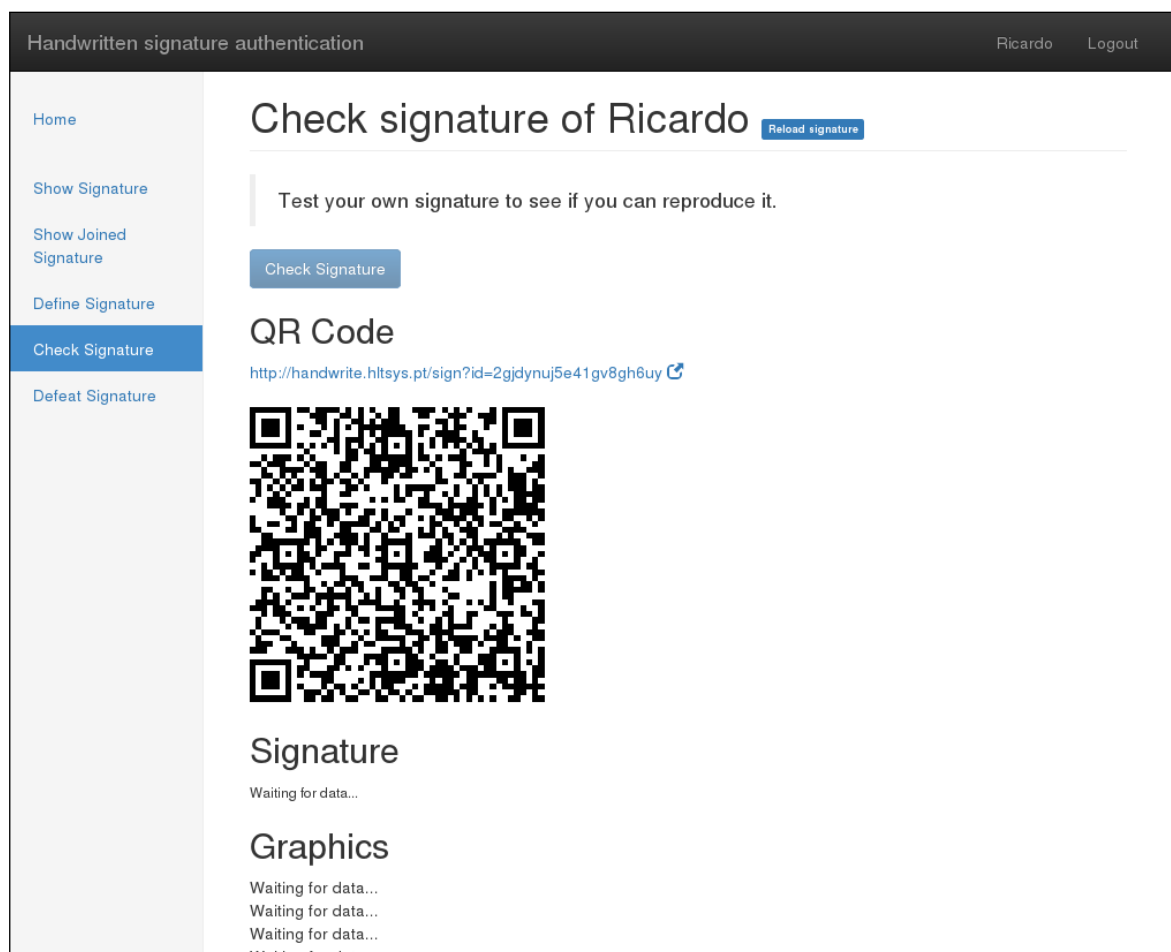 Handwritten signature authentication Ricardo Logout
Home
Show Signature
Show Joined
Signature
Define Signature
Check Signature
Defeat Signature
Check signature of Ricardo Reload signature
Test your own signature to see if you can reproduce it.
Check Signature
QR Code
http://handwrite.hltsys.pt/sign?id=2gjdynuj5e41gv8gh6uy
Signature
Waiting for data...
Graphics
Waiting for data...
Waiting for data...
Waiting for data...